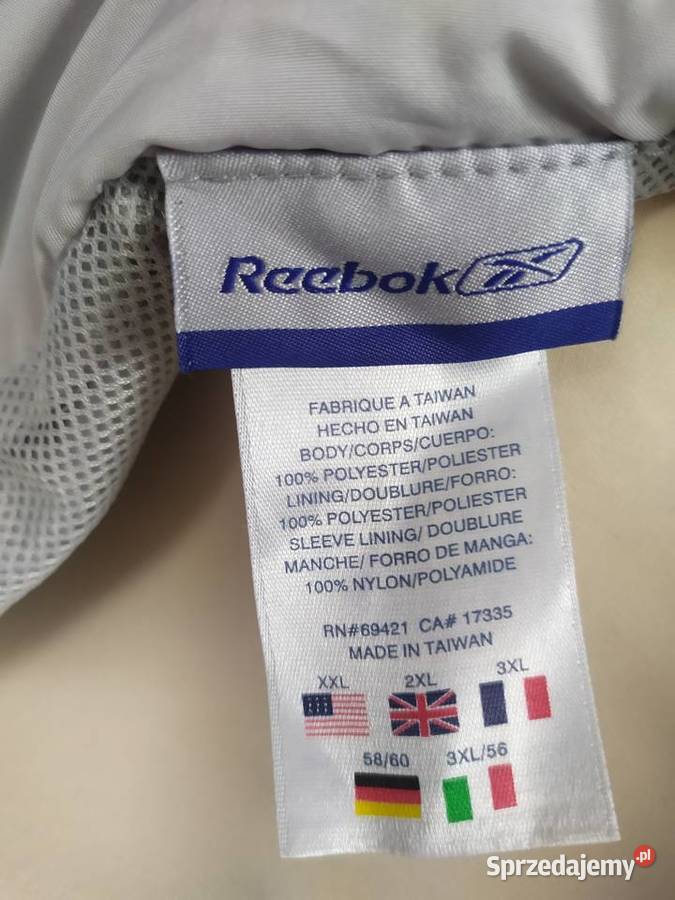 Reebok
FABRIQUE A TAIWAN
HECHO EN TAIWAN
BODY/CORPS/CUERPO:
100% POLYESTER/POLIESTER
LINING/DOUBLURE/FORRO:
100% POLYESTER/POLIESTER
SLEEVE LINING/ DOUBLURE
MANCHE/ FORRO DE MANGA:
100% NYLON/POLYAMIDE
RN#69421 CA# 17335
MADE IN TAIWAN
XXL 2XL 3XL
58/60 3XL/56
Sprzedajemy.pl